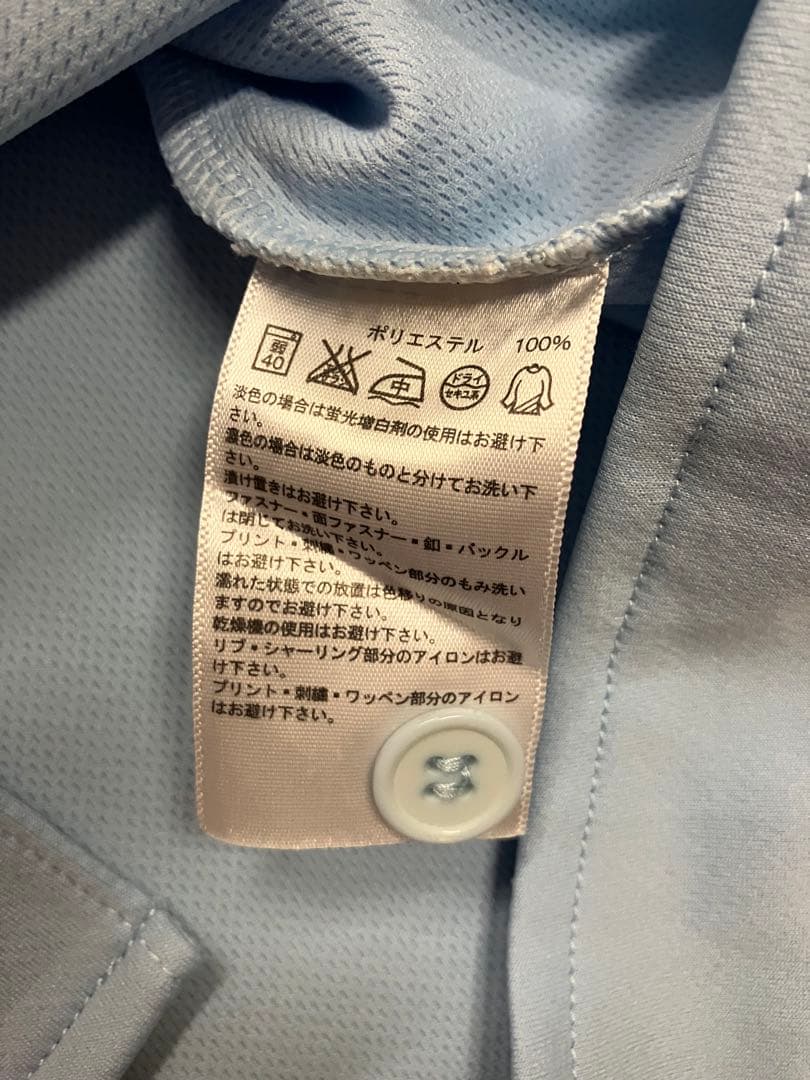 ポリエステル 100%
弱 40 エンソサラシ 中 ドライ セキユ系
淡色の場合は蛍光増白剤の使用はお避け下
さい。
濃色の場合は淡色のものと分けてお洗い下
さい。
漬け置きはお避け下さい。
ファスナー・面ファスナー・釦・バックル
は閉じてお洗い下さい。
プリント・刺繍・ワッペン部分のもみ洗い
はお避け下さい。
濡れた状態での放置は色移りの原因となり
ますのでお避け下さい。
乾燥機の使用はお避け下さい。
リブ・シャーリング部分のアイロンはお避
け下さい。
プリント・刺繍・ワッペン部分のアイロン
はお避け下さい。